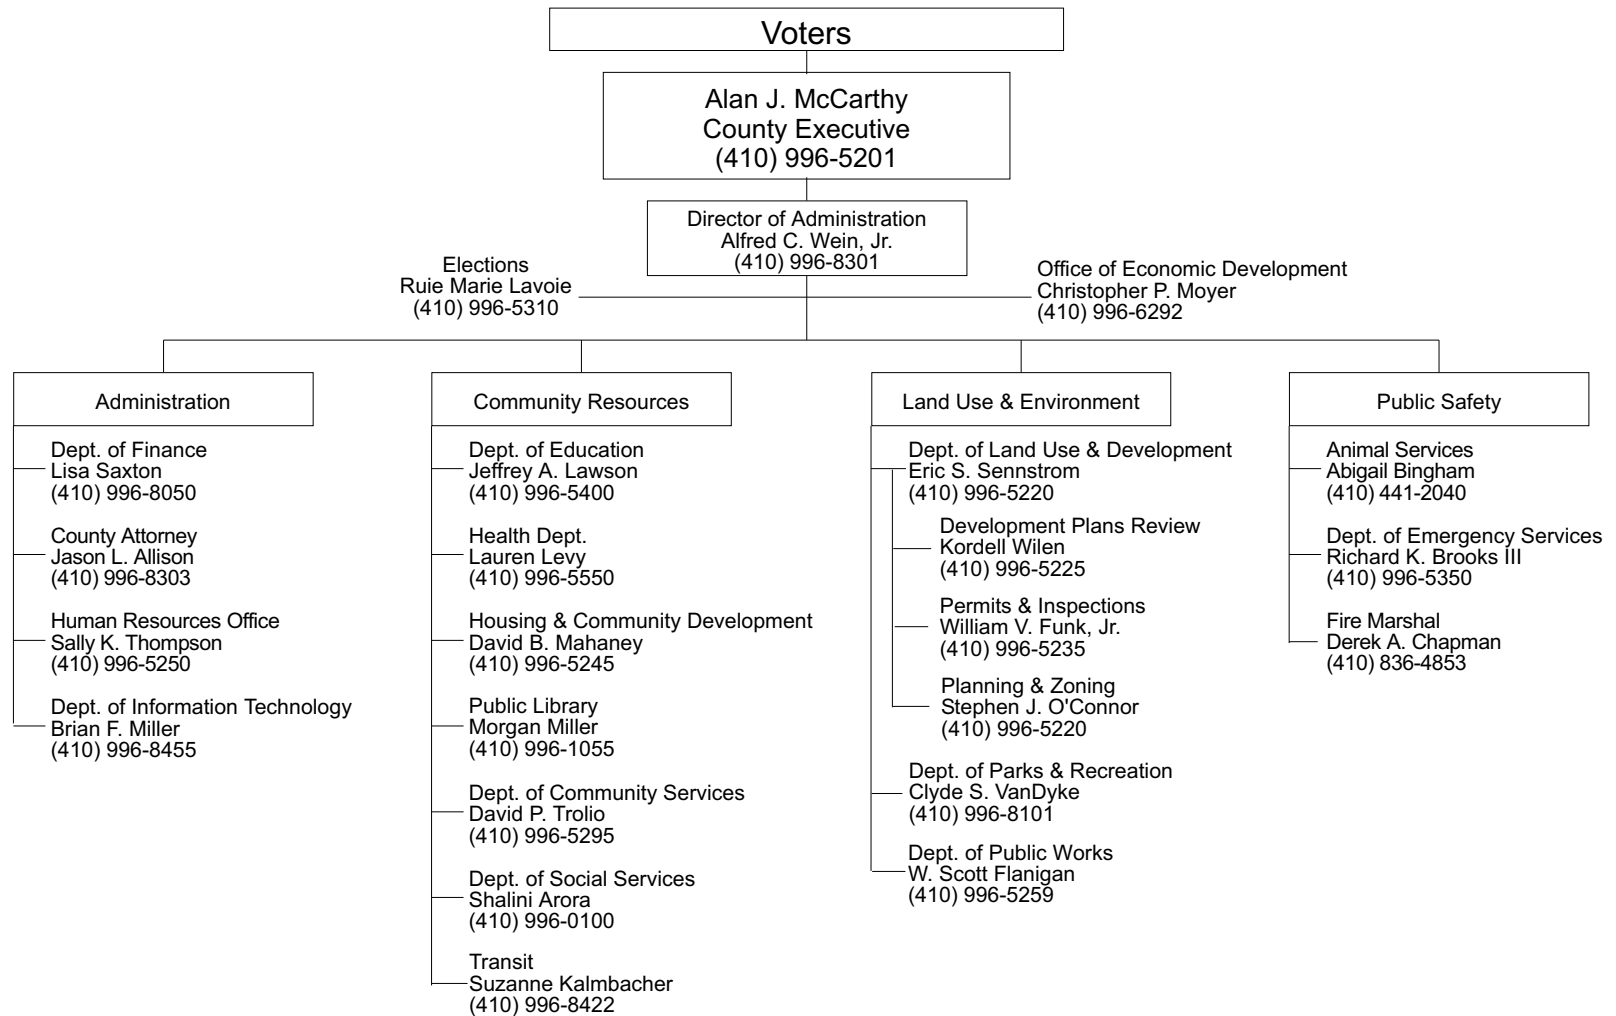 Voters
Alan J. McCarthy
County Executive
(410) 996-5201
Director of Administration
Alfred C. Wein, Jr.
(410) 996-8301
Elections
Ruie Marie Lavoie
(410) 996-5310
Office of Economic Development
Christopher P. Moyer
(410) 996-6292
Administration
Dept. of Finance
Lisa Saxton
(410) 996-8050
County Attorney
Jason L. Allison
(410) 996-8303
Human Resources Office
Sally K. Thompson
(410) 996-5250
Dept. of Information Technology
Brian F. Miller
(410) 996-8455
Community Resources
Dept. of Education
Jeffrey A. Lawson
(410) 996-5400
Health Dept.
Lauren Levy
(410) 996-5550
Housing & Community Development
David B. Mahaney
(410) 996-5245
Public Library
Morgan Miller
(410) 996-1055
Dept. of Community Services
David P. Trolio
(410) 996-5295
Dept. of Social Services
Shalini Arora
(410) 996-0100
Transit
Suzanne Kalmbacher
(410) 996-8422
Land Use & Environment
Dept. of Land Use & Development
Eric S. Sennstrom
(410) 996-5220
Development Plans Review
Kordell Wilen
(410) 996-5225
Permits & Inspections
William V. Funk, Jr.
(410) 996-5235
Planning & Zoning
Stephen J. O'Connor
(410) 996-5220
Dept. of Parks & Recreation
Clyde S. VanDyke
(410) 996-8101
Dept. of Public Works
W. Scott Flanigan
(410) 996-5259
Public Safety
Animal Services
Abigail Bingham
(410) 441-2040
Dept. of Emergency Services
Richard K. Brooks III
(410) 996-5350
Fire Marshal
Derek A. Chapman
(410) 836-4853